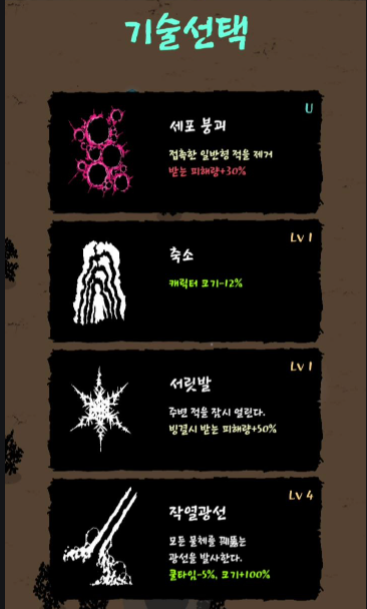 기술선택
U
세포 붕괴
접촉한 일반형 적을 제거
받는 피해량+30%
Lv 1
축소
캐릭터 크기-12%
Lv 1
서릿발
주변 적을 잠시 얼린다.
빙결시 받는 피해량+50%
Lv 4
작열광선
모든 물체를 꿰뚫는
광선을 발사한다.
쿨타임-5%, 크기+100%